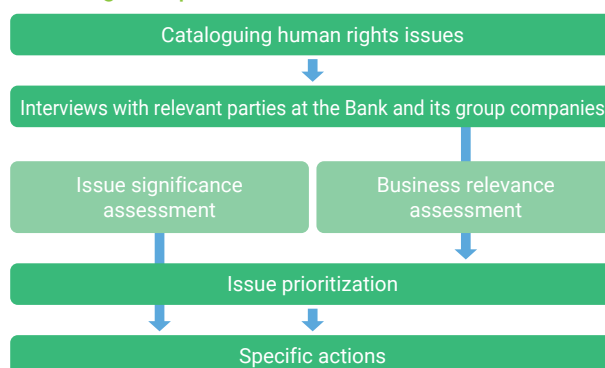 Cataloguing human rights issues
Interviews with relevant parties at the Bank and its group companies
Issue significance
assessment
Business relevance
assessment
Issue prioritization
Specific actions